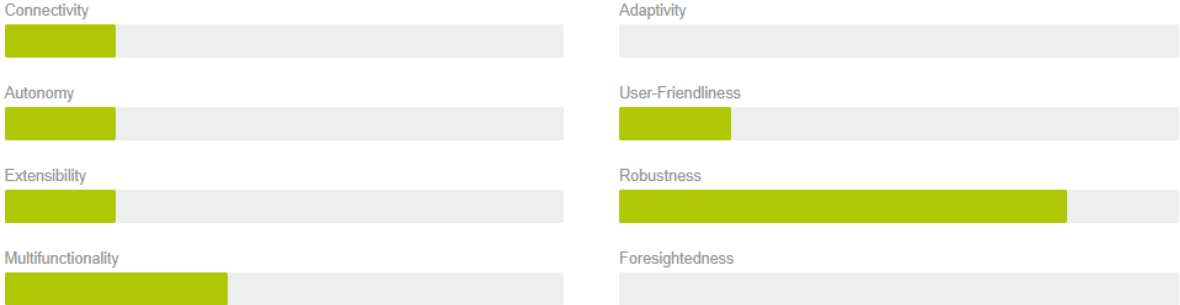 Connectivity
Adaptivity
Autonomy
User-Friendliness
Extensibility
Robustness
Multifunctionality
Foresightedness